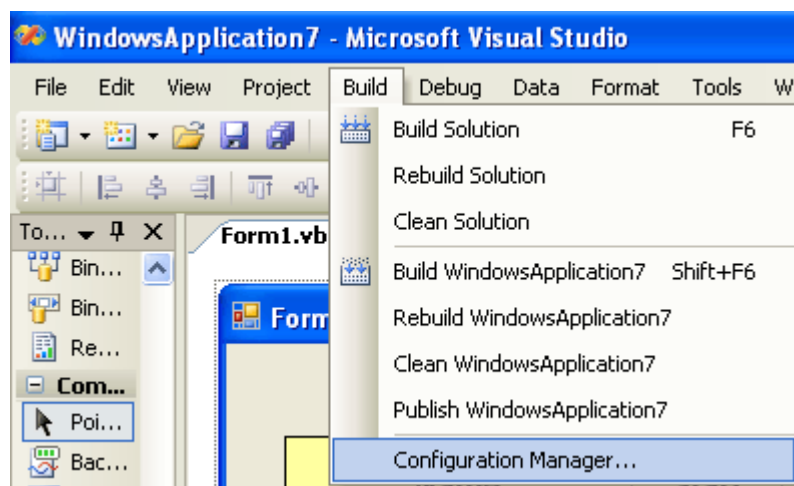 WindowsApplication7 - Microsoft Visual Studio
File Edit View Project Build Debug Data Format Tools W
Build Solution F6
Rebuild Solution
Clean Solution
Build WindowsApplication7 Shift+F6
Rebuild WindowsApplication7
Clean WindowsApplication7
Publish WindowsApplication7
Configuration Manager...
To...
Form1.vb
Bin...
Bin...
Re...
Com...
Poi...
Bac...
Form